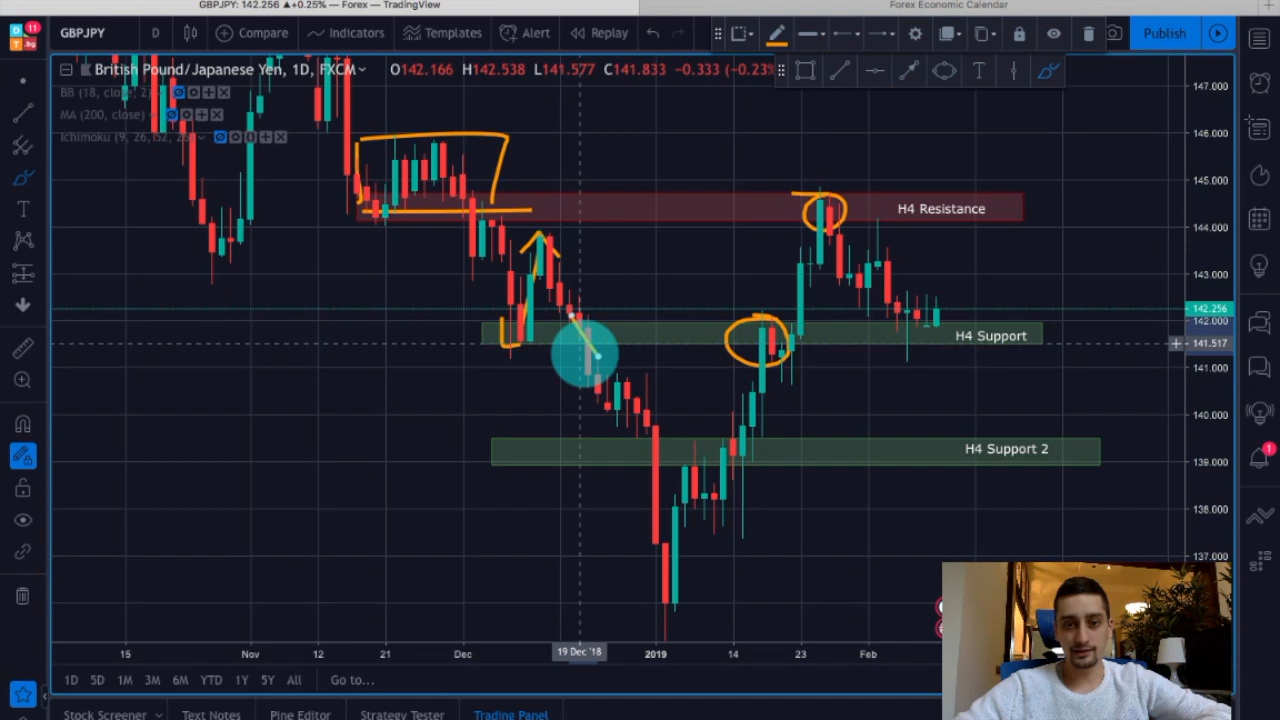 GBPJPY: 142.256 ▲+0.25% — Forex — TradingView
Forex Economic Calendar
11
GBPJPY D Compare Indicators Templates Alert Replay Publish
British Pound/Japanese Yen, 1D, FXCM O142.166 H142.538 L141.577 C141.833 −0.333 (−0.23%
BB (18, close, 2)
MA (200, close)
Ichimoku (9, 26, 52, 26)
147.000
146.000
145.000
H4 Resistance
144.000
143.000
142.256
142.000
H4 Support
141.517
141.000
140.000
H4 Support 2
139.000
1
138.000
137.000
15 Nov 12 21 Dec 19 Dec '18 2019 14 23 Feb
1D 5D 1M 3M 6M YTD 1Y 5Y All Go to...
Stock Screener Text Notes Pine Editor Strategy Tester Trading Panel